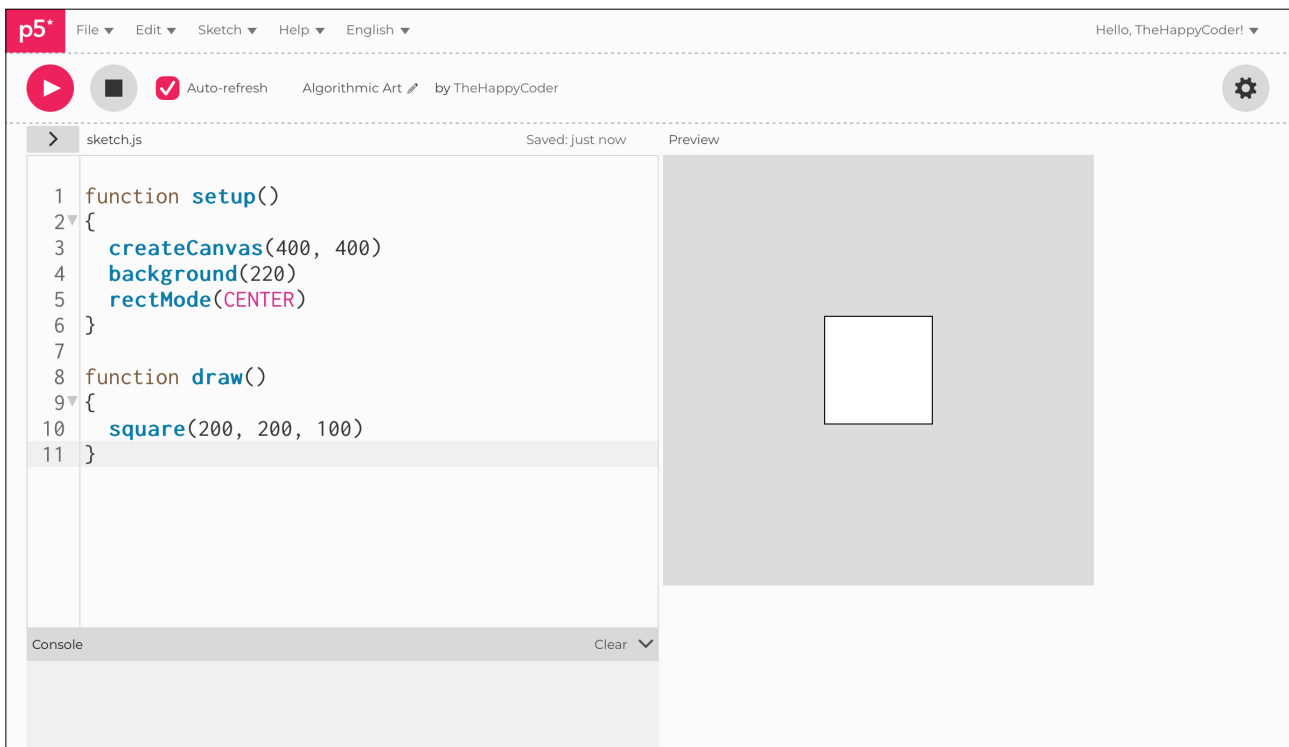 p5* File Edit Sketch Help English Hello, TheHappyCoder!
Auto-refresh Algorithmic Art by TheHappyCoder
sketch.js Saved: just now Preview
1 function setup()
2 {
3 createCanvas(400, 400)
4 background(220)
5 rectMode(CENTER)
6 }
7
8 function draw()
9 {
10 square(200, 200, 100)
11 }
Console Clear